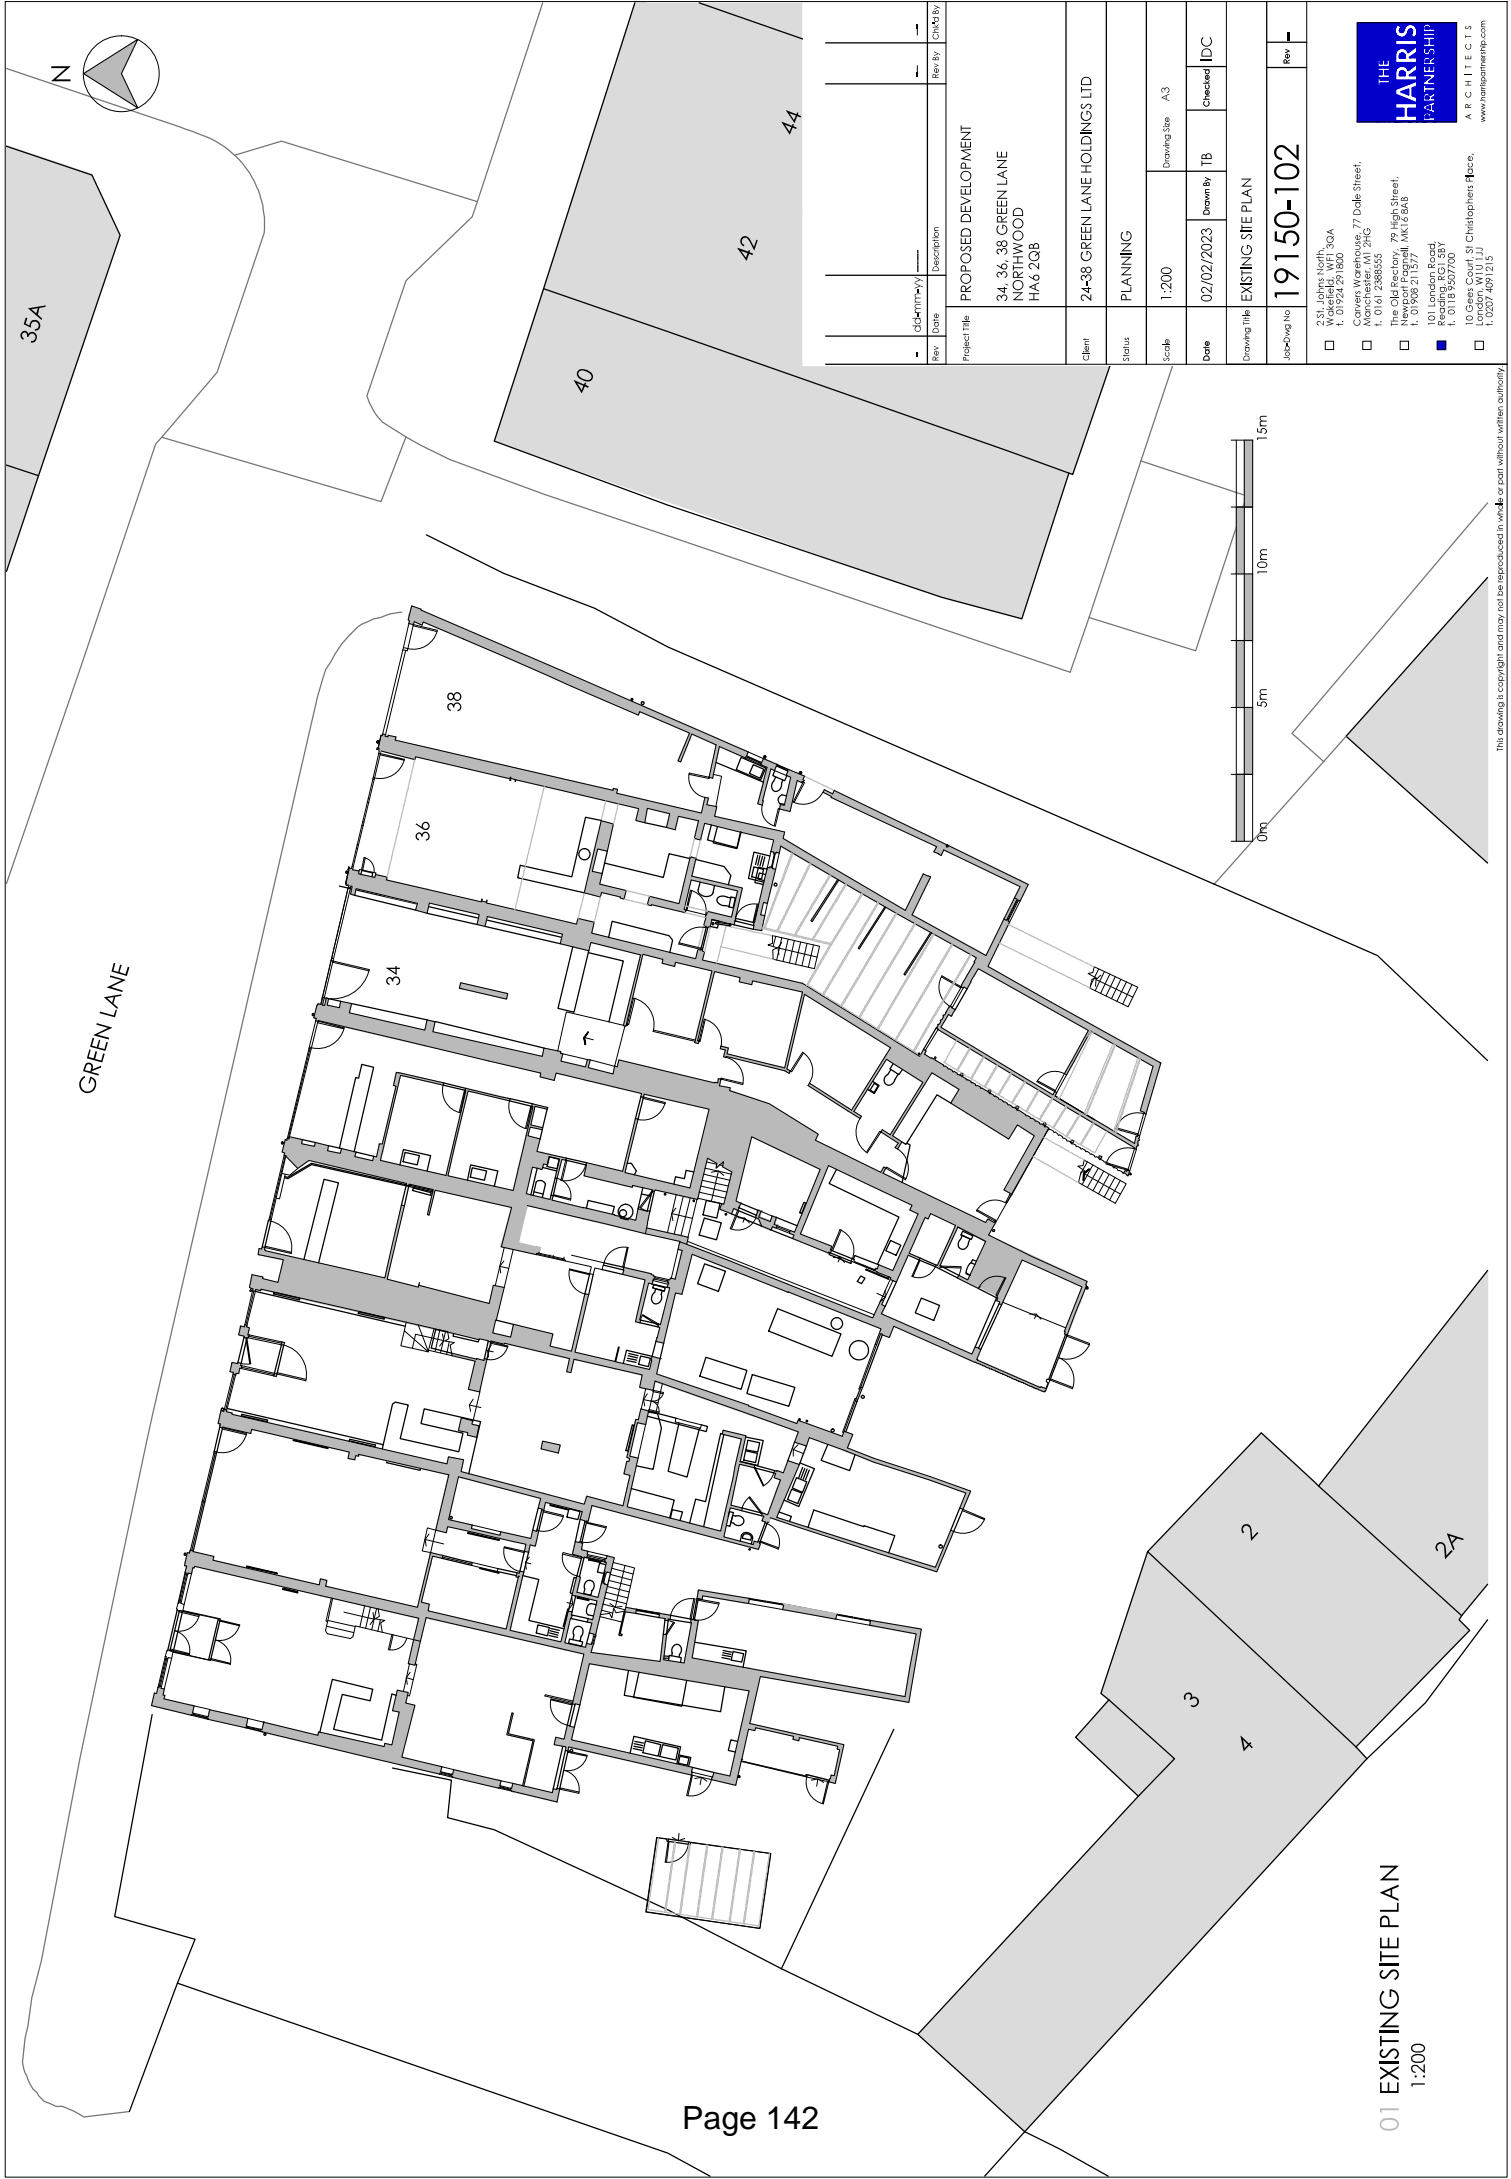 N
35A
44
42
40
GREEN LANE
38
36
34
2
2A
3
4
0m
5m
10m
15m
01 EXISTING SITE PLAN
1:200
- dd-mm-yy — — —
Rev Date Description Rev By Chk'd By
Project Title PROPOSED DEVELOPMENT
34, 36, 38 GREEN LANE
NORTHWOOD
HA6 2QB
Client 24-38 GREEN LANE HOLDINGS LTD
Status PLANNING
Scale 1:200 Drawing Size A3
Date 02/02/2023 Drawn By TB Checked IDC
Drawing Title EXISTING SITE PLAN
Job-Dwg No 19150-102 Rev -
2 St. Johns North,
Wakefield, WF1 3QA
t. 01924 291800
Carvers Warehouse, 77 Dale Street,
Manchester, M1 2HG
t. 0161 2388555
The Old Rectory, 79 High Street,
Newport Pagnell, MK16 8AB
t. 01908 211577
101 London Road,
Reading, RG1 5BY
t. 0118 9507700
10 Gees Court, St Christophers Place,
London, W1U 1JJ
t. 0207 4091215
THE
HARRIS
PARTNERSHIP
ARCHITECTS
www.harrispartnership.com
This drawing is copyright and may not be reproduced in whole or part without written authority.
Page 142